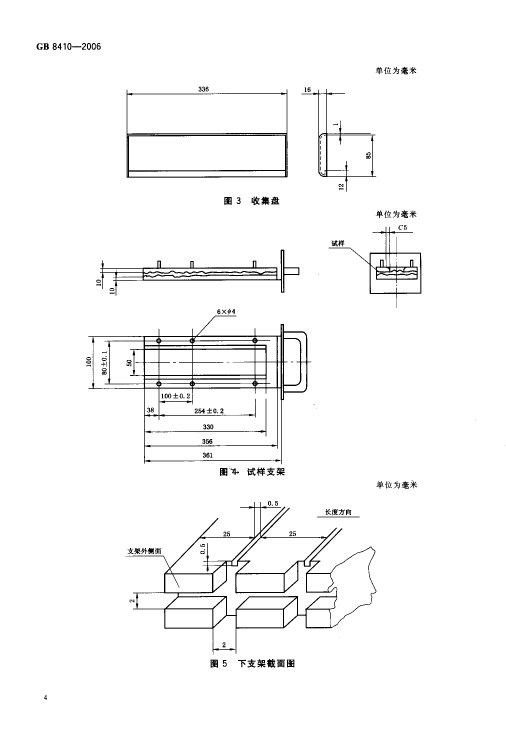 GB 8410—2006
单位为毫米
336
16
1
85
12
图 3 收集盘
单位为毫米
C5
试样
10
10
6×φ4
100
80±0.1
50
100±0.2
38
254±0.2
330
356
361
图 4 试样支架
单位为毫米
0.5
长度方向
25
25
0.5
支架外侧面
2
2
图 5 下支架截面图
4